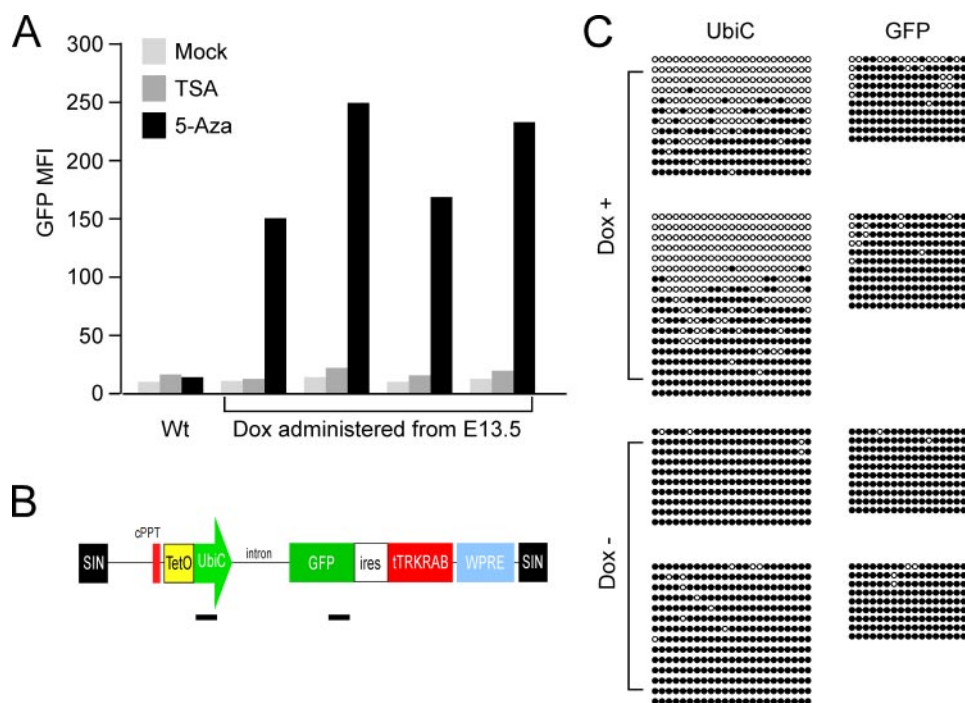 A
Mock
TSA
5-Aza
GFP MFI
300
250
200
150
100
50
0
Wt
Dox administered from E13.5
B
cPPT
SIN
TetO
UbiC
intron
GFP
ires
tTRKRAB
WPRE
SIN
C
UbiC
GFP
Dox +
Dox -